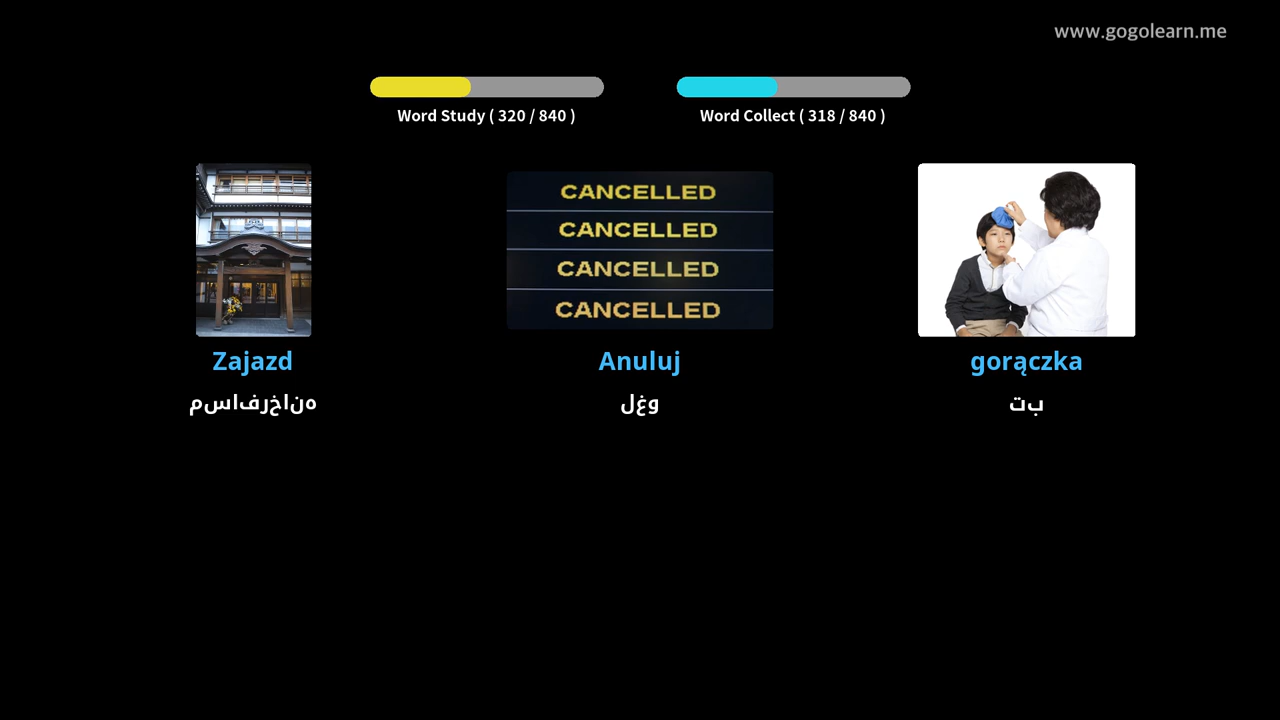 www.gogolearn.me
Word Study ( 320 / 840 )
Word Collect ( 318 / 840 )
Zajazd
Anuluj
gorączka
هناخرفاسم
وغل
بت
CANCELLED
CANCELLED
CANCELLED
CANCELLED